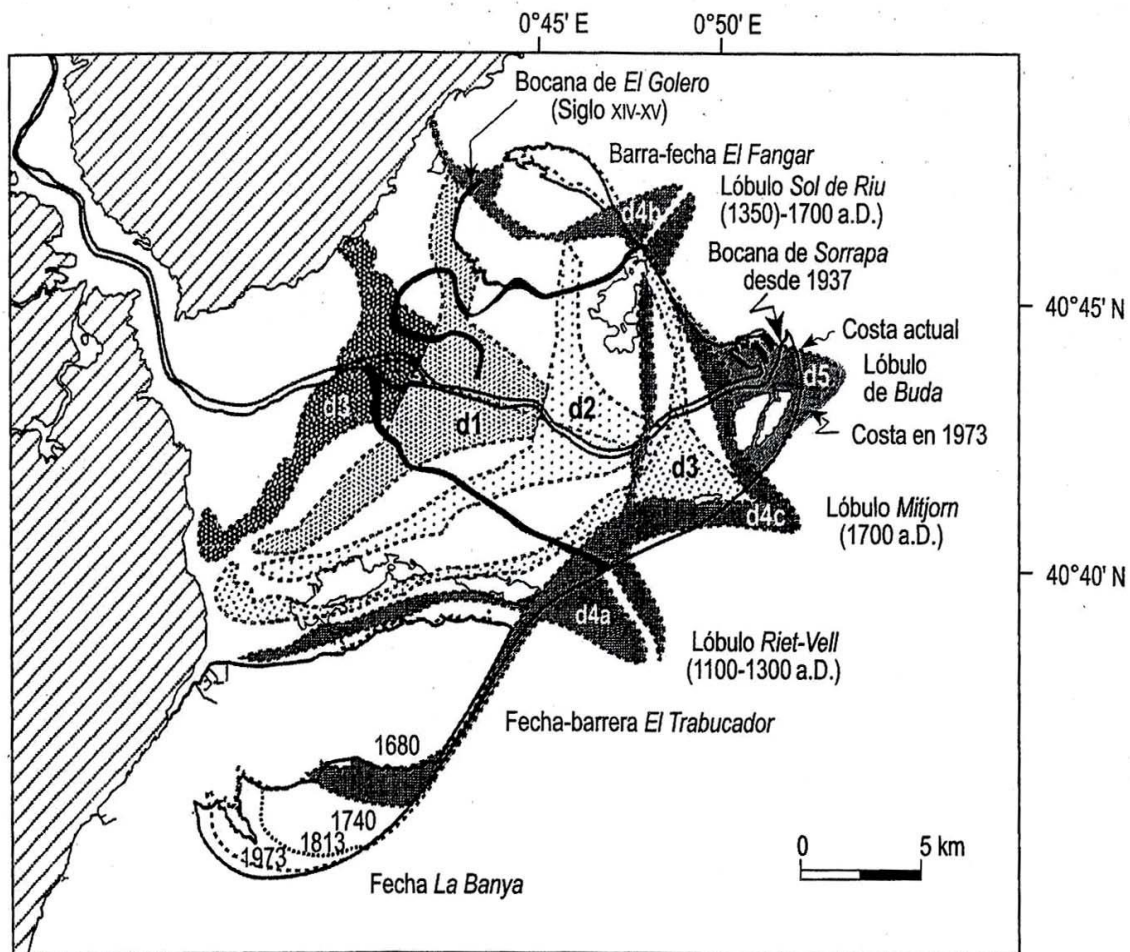 0°45' E
0°50' E
Bocana de El Golero
(Siglo XIV-XV)
Barra-fecha El Fangar
Lóbulo Sol de Riu
(1350)-1700 a.D.)
d4b
Bocana de Sorrapa
desde 1937
40°45' N
Costa actual
Lóbulo
de Buda
d5
Costa en 1973
d3
d1
d2
d3
d4c
Lóbulo Mitjorn
(1700 a.D.)
40°40' N
d4a
Lóbulo Riet-Vell
(1100-1300 a.D.)
Fecha-barrera El Trabucador
1680
1740
1813
1973
0
5 km
Fecha La Banya